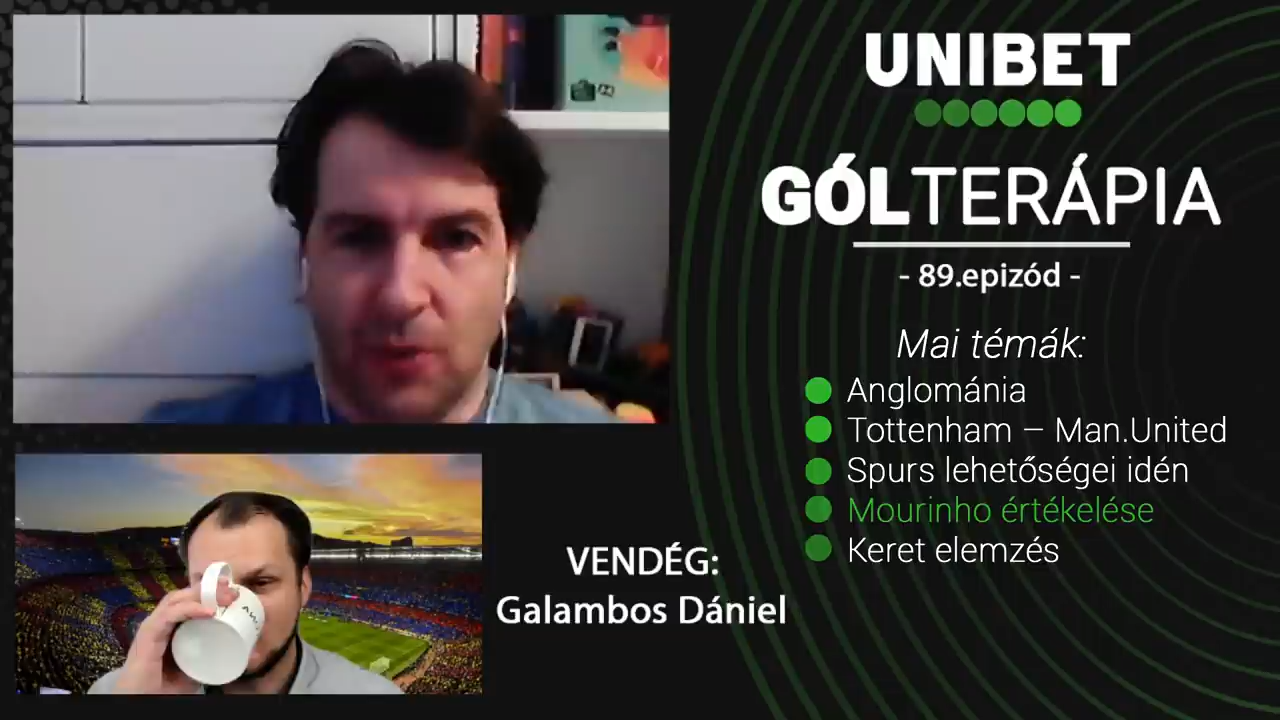 UNIBET
GÓLTERÁPIA
- 89.epizód -
Mai témák:
Anglománia
Tottenham – Man.United
Spurs lehetőségei idén
Mourinho értékelése
Keret elemzés
VENDÉG:
Galambos Dániel